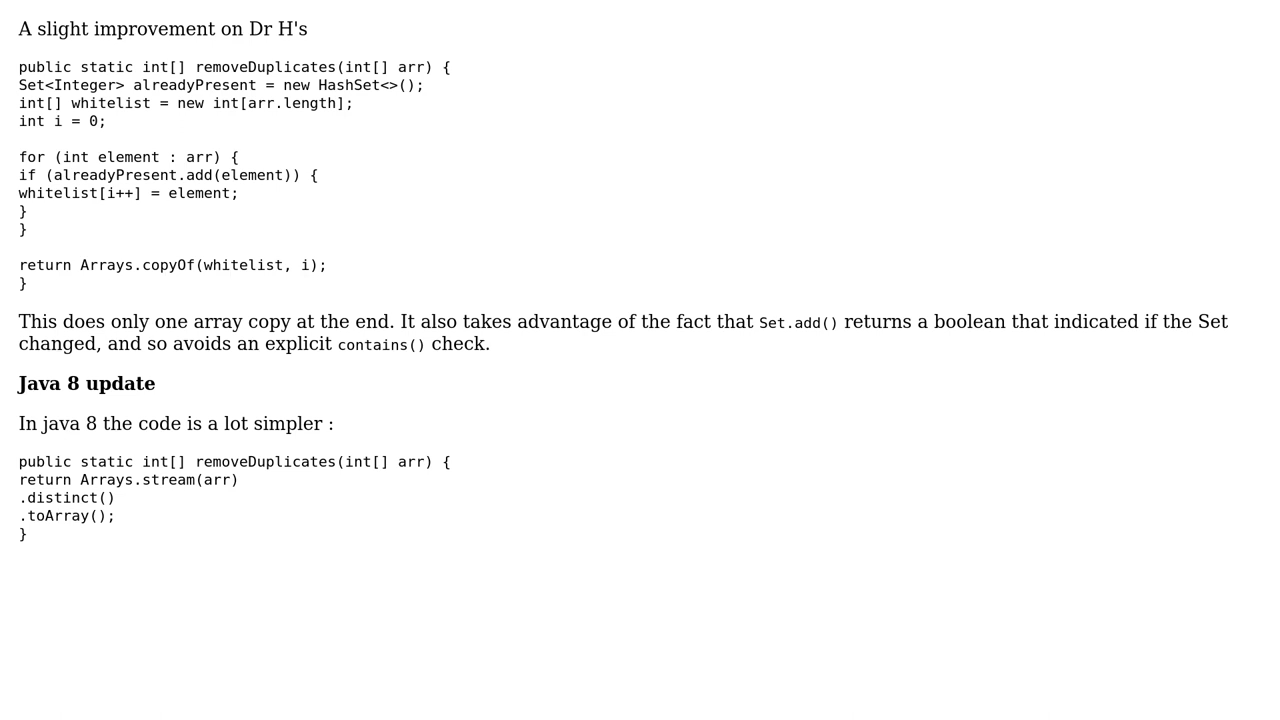 A slight improvement on Dr H's
public static int[] removeDuplicates(int[] arr) {
Set<Integer> alreadyPresent = new HashSet<>();
int[] whitelist = new int[arr.length];
int i = 0;
for (int element : arr) {
if (alreadyPresent.add(element)) {
whitelist[i++] = element;
}
}
return Arrays.copyOf(whitelist, i);
}
This does only one array copy at the end. It also takes advantage of the fact that Set.add() returns a boolean that indicated if the Set
changed, and so avoids an explicit contains() check.
Java 8 update
In java 8 the code is a lot simpler :
public static int[] removeDuplicates(int[] arr) {
return Arrays.stream(arr)
.distinct()
.toArray();
}